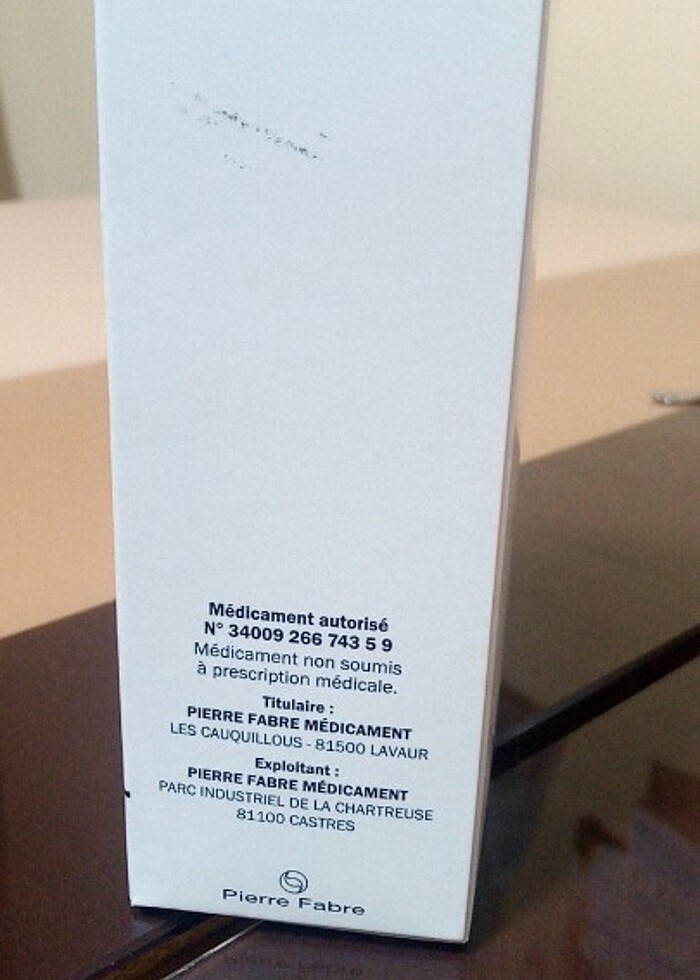 Médicament autorisé
N° 34009 266 743 5 9
Médicament non soumis
à prescription médicale.
Titulaire :
PIERRE FABRE MÉDICAMENT
LES CAUQUILLOUS - 81500 LAVAUR
Exploitant :
PIERRE FABRE MÉDICAMENT
PARC INDUSTRIEL DE LA CHARTREUSE
81100 CASTRES
Pierre Fabre